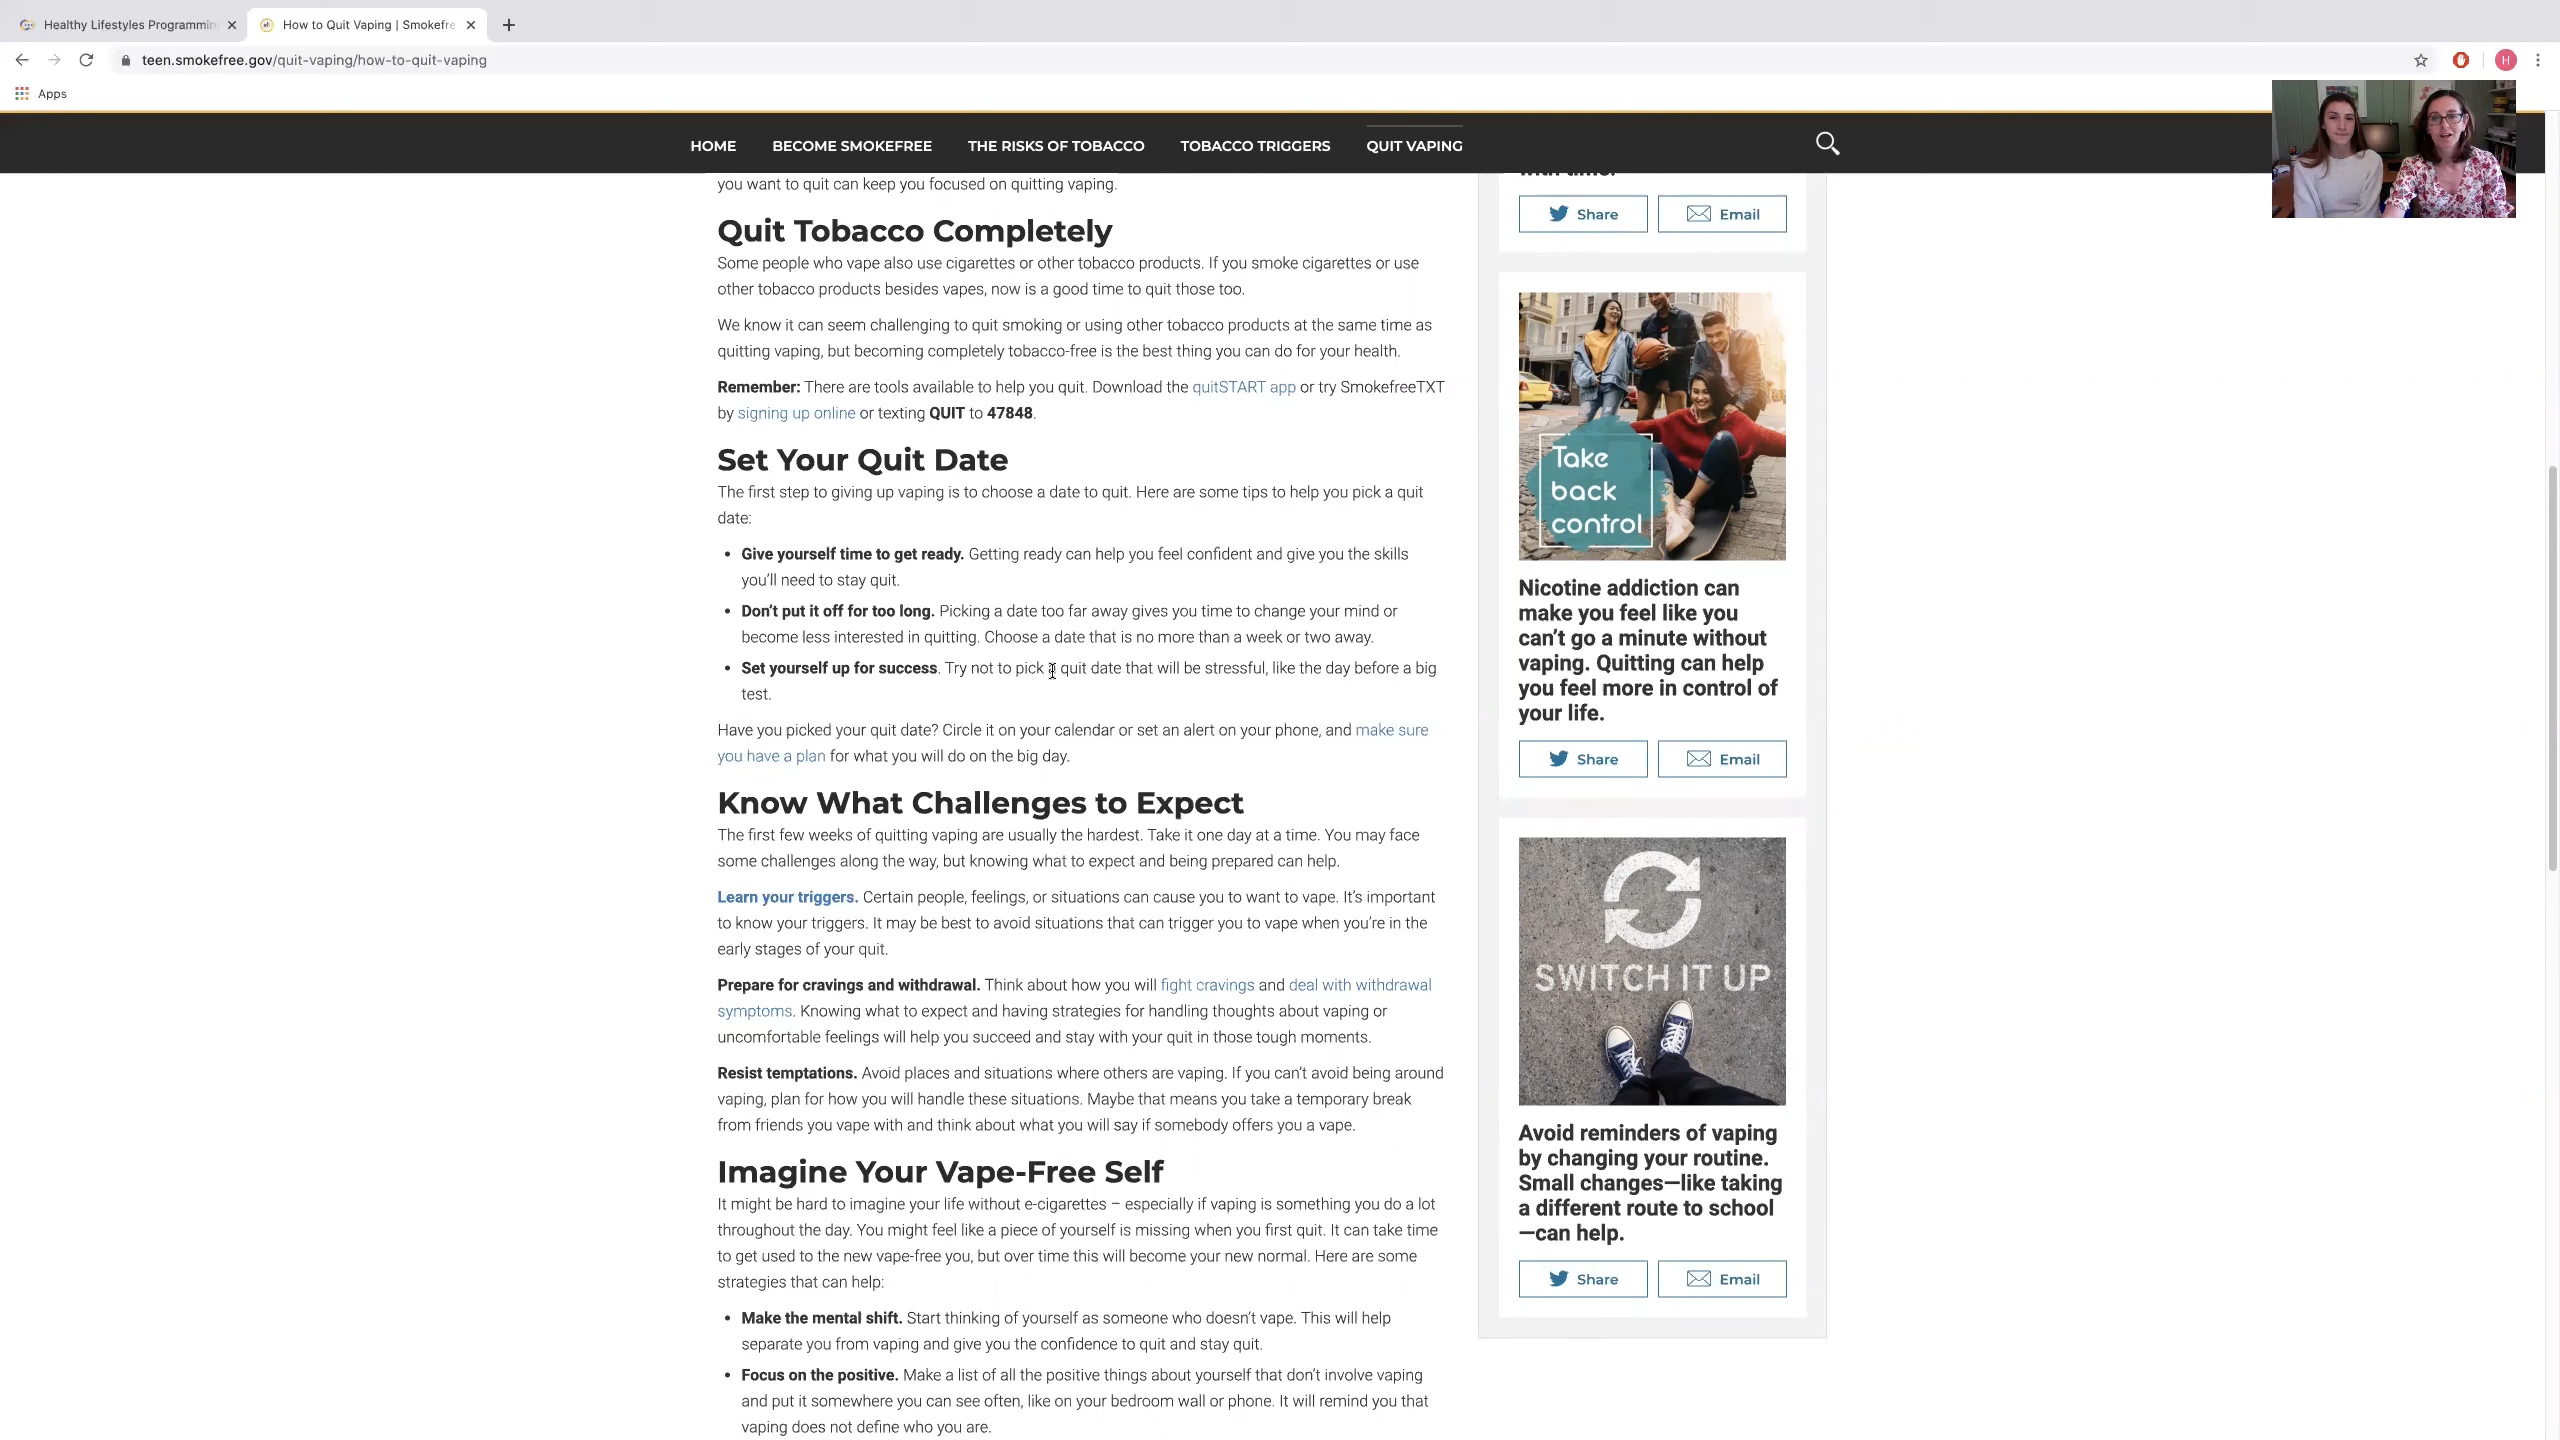 Healthy Lifestyles Programmin
How to Quit Vaping | Smokefre
teen.smokefree.gov/quit-vaping/how-to-quit-vaping
H
Apps
HOME
BECOME SMOKEFREE
THE RISKS OF TOBACCO
TOBACCO TRIGGERS
QUIT VAPING
you want to quit can keep you focused on quitting vaping.
Quit Tobacco Completely
Some people who vape also use cigarettes or other tobacco products. If you smoke cigarettes or use
other tobacco products besides vapes, now is a good time to quit those too.
We know it can seem challenging to quit smoking or using other tobacco products at the same time as
quitting vaping, but becoming completely tobacco-free is the best thing you can do for your health.
Remember: There are tools available to help you quit. Download the quitSTART app or try SmokefreeTXT
by signing up online or texting QUIT to 47848.
Set Your Quit Date
The first step to giving up vaping is to choose a date to quit. Here are some tips to help you pick a quit
date:
• Give yourself time to get ready. Getting ready can help you feel confident and give you the skills
you'll need to stay quit.
• Don't put it off for too long. Picking a date too far away gives you time to change your mind or
become less interested in quitting. Choose a date that is no more than a week or two away.
• Set yourself up for success. Try not to pick a quit date that will be stressful, like the day before a big
test.
Have you picked your quit date? Circle it on your calendar or set an alert on your phone, and make sure
you have a plan for what you will do on the big day.
Know What Challenges to Expect
The first few weeks of quitting vaping are usually the hardest. Take it one day at a time. You may face
some challenges along the way, but knowing what to expect and being prepared can help.
Learn your triggers. Certain people, feelings, or situations can cause you to want to vape. It's important
to know your triggers. It may be best to avoid situations that can trigger you to vape when you're in the
early stages of your quit.
Prepare for cravings and withdrawal. Think about how you will fight cravings and deal with withdrawal
symptoms. Knowing what to expect and having strategies for handling thoughts about vaping or
uncomfortable feelings will help you succeed and stay with your quit in those tough moments.
Resist temptations. Avoid places and situations where others are vaping. If you can't avoid being around
vaping, plan for how you will handle these situations. Maybe that means you take a temporary break
from friends you vape with and think about what you will say if somebody offers you a vape.
Imagine Your Vape-Free Self
It might be hard to imagine your life without e-cigarettes – especially if vaping is something you do a lot
throughout the day. You might feel like a piece of yourself is missing when you first quit. It can take time
to get used to the new vape-free you, but over time this will become your new normal. Here are some
strategies that can help:
• Make the mental shift. Start thinking of yourself as someone who doesn't vape. This will help
separate you from vaping and give you the confidence to quit and stay quit.
• Focus on the positive. Make a list of all the positive things about yourself that don't involve vaping
and put it somewhere you can see often, like on your bedroom wall or phone. It will remind you that
vaping does not define who you are.
with time.
Share
Email
Take
back
control
Nicotine addiction can
make you feel like you
can't go a minute without
vaping. Quitting can help
you feel more in control of
your life.
Share
Email
SWITCH IT UP
Avoid reminders of vaping
by changing your routine.
Small changes—like taking
a different route to school
—can help.
Share
Email